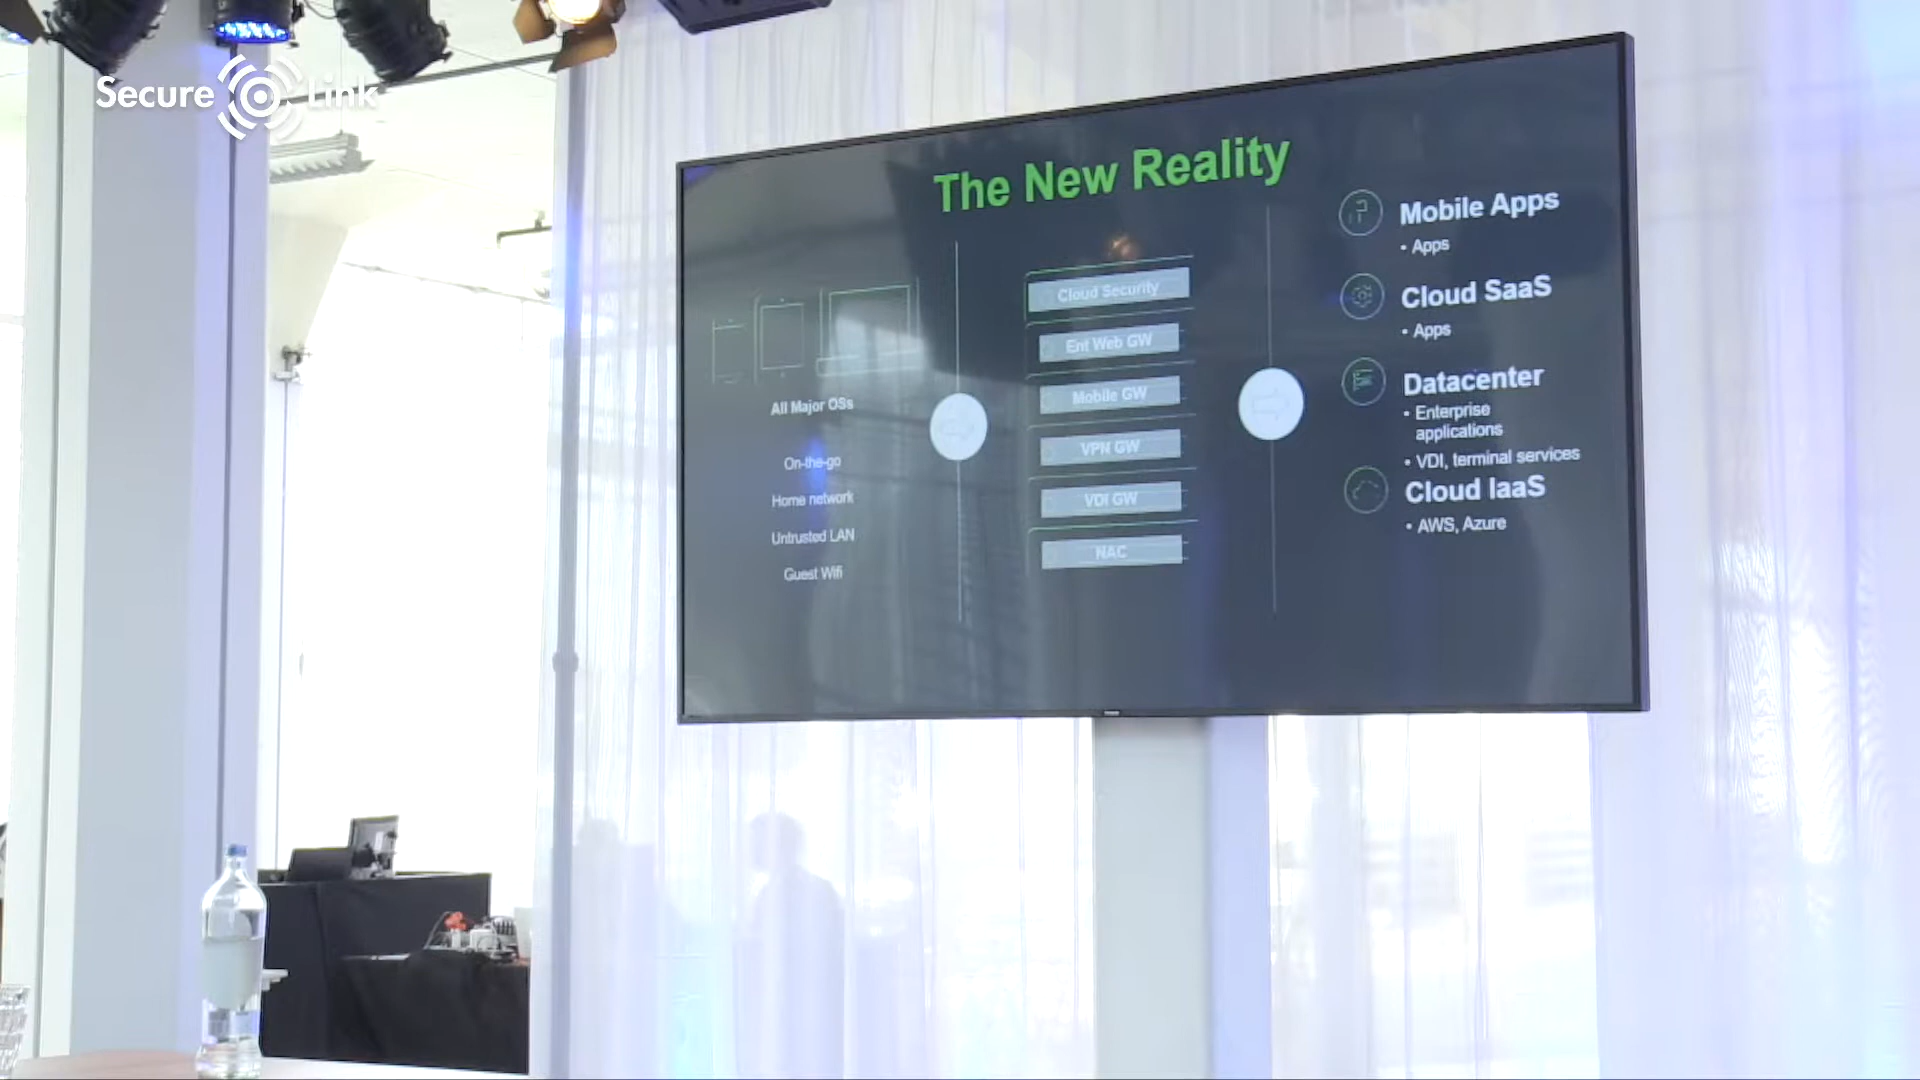 Secure Link
The New Reality
All Major OSs
On-the-go
Home network
Untrusted LAN
Guest Wifi
Cloud Security
Ent Web GW
Mobile GW
VPN GW
VDI GW
NAC
Mobile Apps
• Apps
Cloud SaaS
• Apps
Datacenter
• Enterprise
applications
• VDI, terminal services
Cloud IaaS
• AWS, Azure